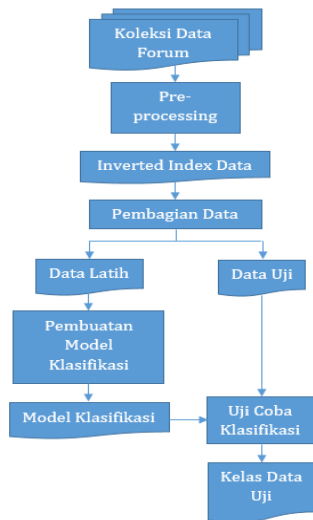 Koleksi Data
Forum
Pre-
processing
Inverted Index Data
Pembagian Data
Data Latih
Data Uji
Pembuatan
Model
Klasifikasi
Model Klasifikasi
Uji Coba
Klasifikasi
Kelas Data
Uji